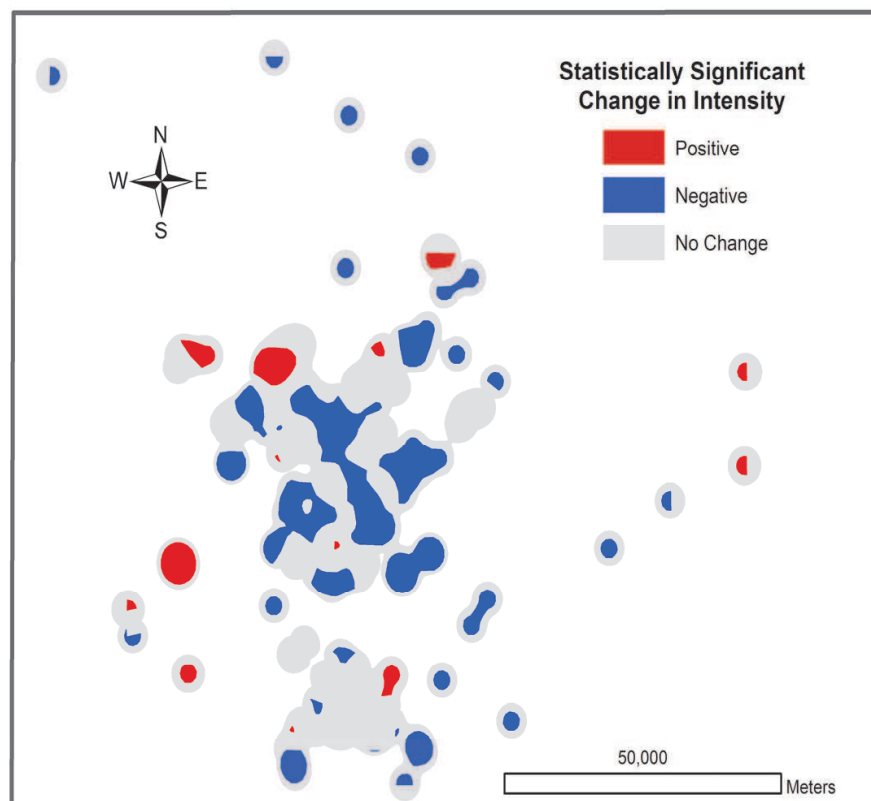 Statistically Significant
Change in Intensity
Positive
Negative
No Change
N
W E
S
50,000
Meters